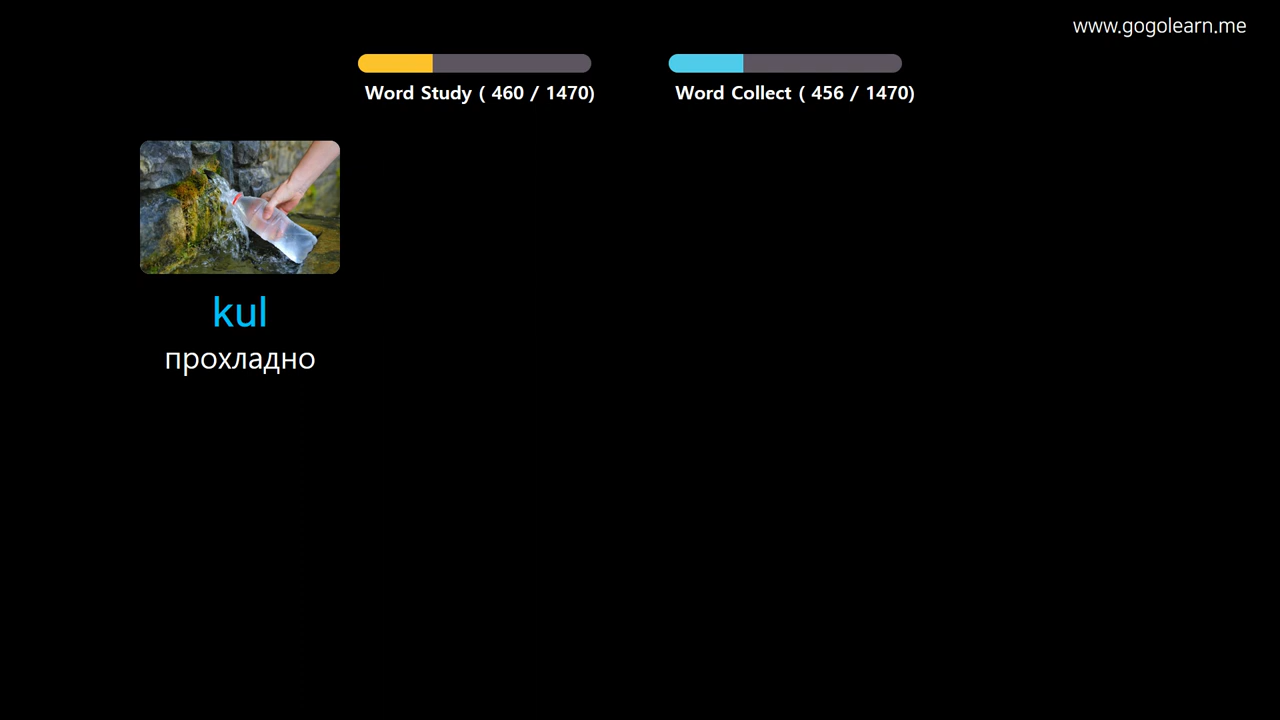 www.gogolearn.me
Word Study ( 460 / 1470)
Word Collect ( 456 / 1470)
kul
прохладно